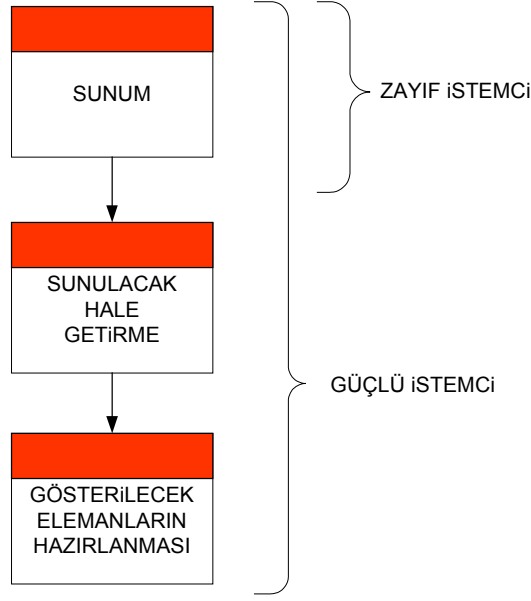 SUNUM
ZAYIF iSTEMCi
SUNULACAK
HALE
GETiRME
GÜÇLÜ iSTEMCi
GÖSTERiLECEK
ELEMANLARIN
HAZIRLANMASI